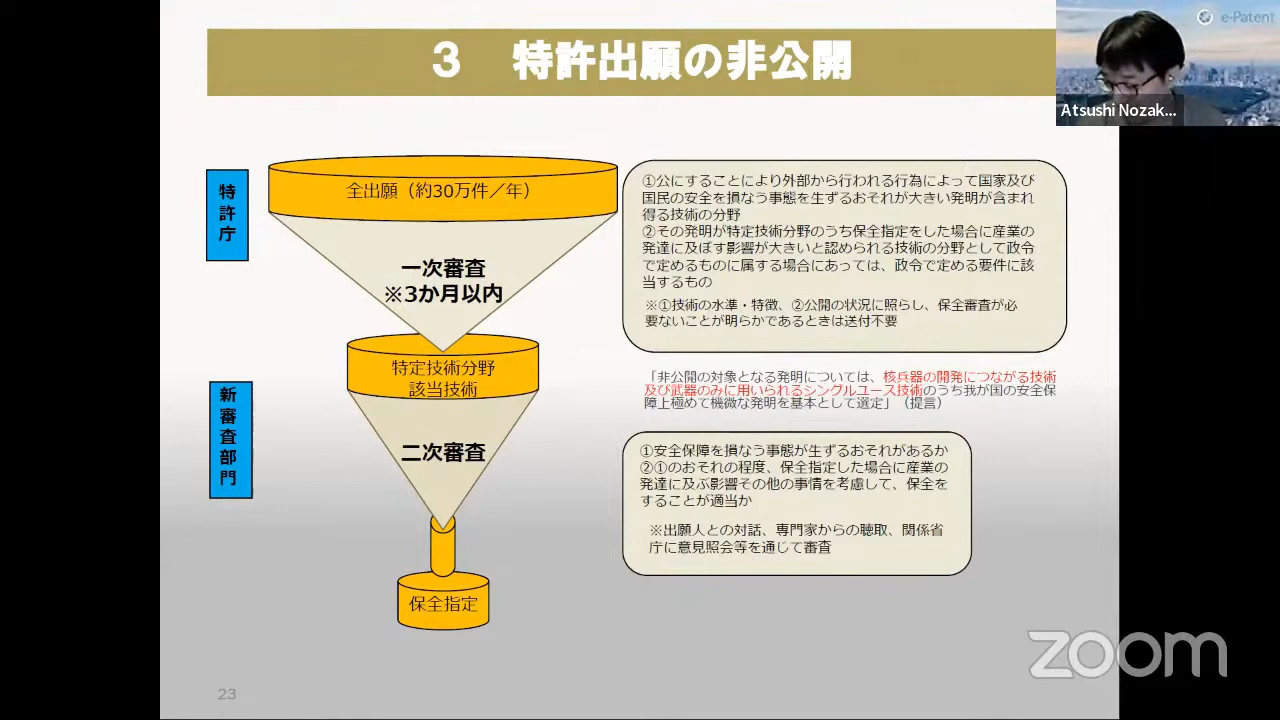 3 特許出願の非公開
e-Patent
Atsushi Nozak...
特許庁
全出願（約30万件／年）
一次審査
※3か月以内
①公にすることにより外部から行われる行為によって国家及び
国民の安全を損なう事態を生ずるおそれが大きい発明が含まれ
得る技術の分野
②その発明が特定技術分野のうち保全指定をした場合に産業の
発達に及ぼす影響が大きいと認められる技術の分野として政令
で定めるものに属する場合にあっては、政令で定める要件に該
当するもの
※①技術の水準・特徴、②公開の状況に照らし、保全審査が必
要ないことが明らかであるときは送付不要
特定技術分野
該当技術
「非公開の対象となる発明については、核兵器の開発につながる技術
及び武器のみに用いられるシングルユース技術のうち我が国の安全保
障上極めて機微な発明を基本として選定」（提言）
新審査部門
二次審査
①安全保障を損なう事態が生ずるおそれがあるか
②①のおそれの程度、保全指定した場合に産業の
発達に及ぶ影響その他の事情を考慮して、保全を
をすることが適当か
※出願人との対話、専門家からの聴取、関係省
庁に意見照会等を通じて審査
保全指定
zoom
23